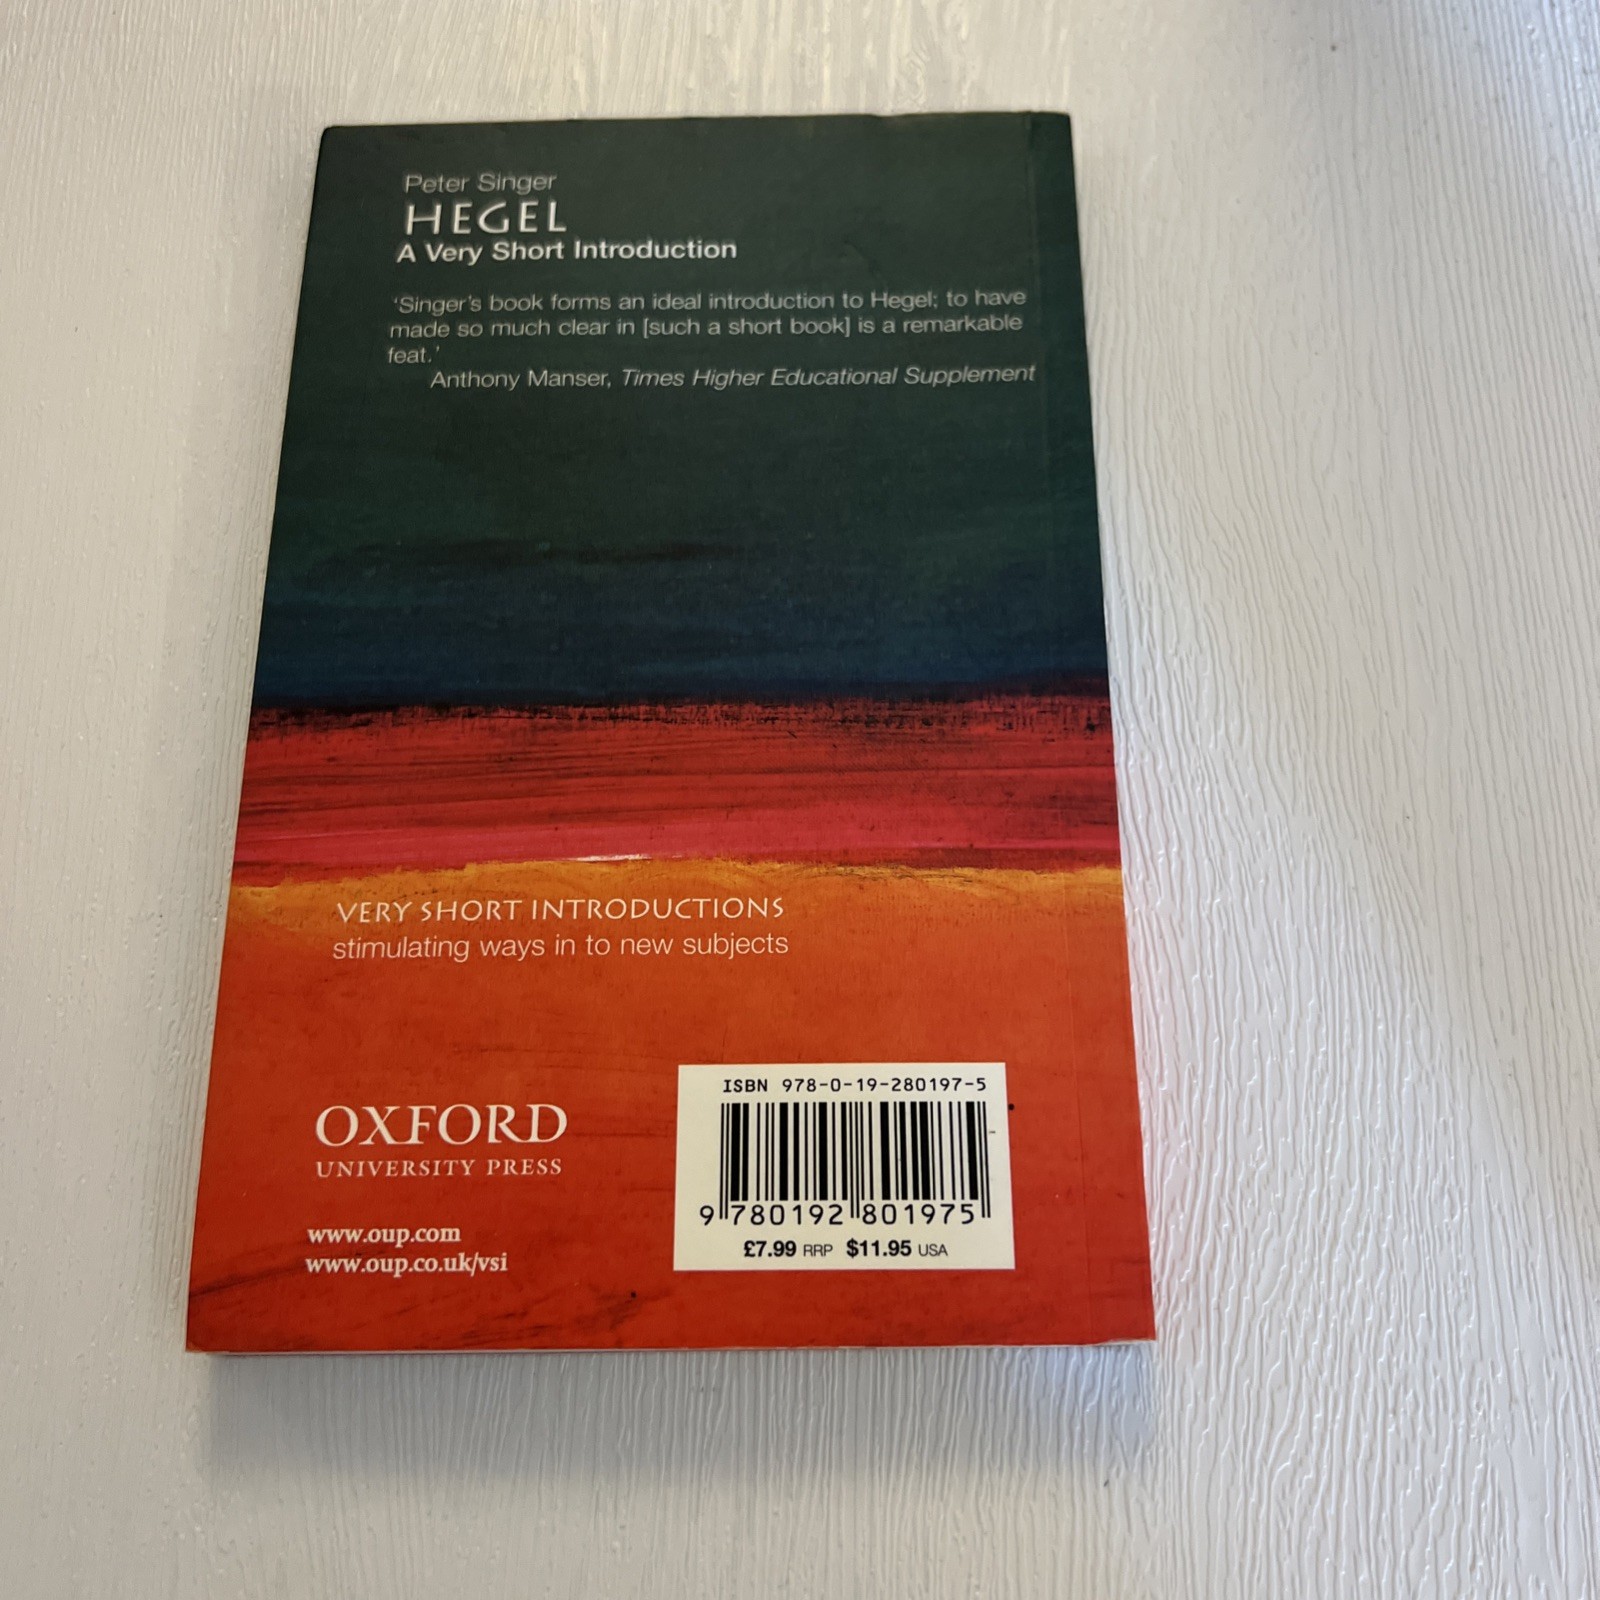 Peter Singer
HEGEL
A Very Short Introduction
'Singer's book forms an ideal introduction to Hegel; to have
made so much clear in [such a short book] is a remarkable
feat.'
Anthony Manser, Times Higher Educational Supplement
VERY SHORT INTRODUCTIONS
stimulating ways in to new subjects
OXFORD
UNIVERSITY PRESS
www.oup.com
www.oup.co.uk/vsi
ISBN 978-0-19-280197-5
9 780192 801975
£7.99 RRP $11.95 USA